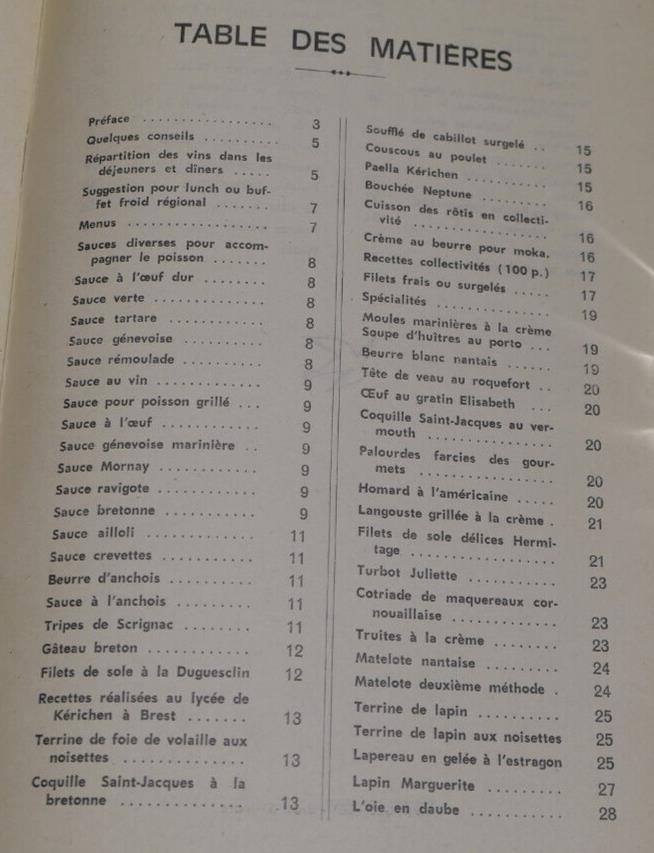 TABLE DES MATIÈRES
Préface . . . . . . . . . . . . . . . . 3
Quelques conseils . . . . . . . . . . 5
Répartition des vins dans les
déjeuners et dîners . . . . . 5
Suggestion pour lunch ou buf-
fet froid régional . . . . . . . 7
Menus . . . . . . . . . . . . . . . . . 7
Sauces diverses pour accom-
pagner le poisson . . . . . . . 8
Sauce à l'œuf dur . . . . . . . . 8
Sauce verte . . . . . . . . . . . . . 8
Sauce tartare . . . . . . . . . . . . 8
Sauce génevoise . . . . . . . . . . 8
Sauce rémoulade . . . . . . . . . . 8
Sauce au vin . . . . . . . . . . . . . 9
Sauce pour poisson grillé . . . 9
Sauce à l'œuf . . . . . . . . . . . . 9
Sauce génevoise marinière . . 9
Sauce Mornay . . . . . . . . . . . . 9
Sauce ravigote . . . . . . . . . . . . 9
Sauce bretonne . . . . . . . . . . . 9
Sauce ailloli . . . . . . . . . . . . . 11
Sauce crevettes . . . . . . . . . . . 11
Beurre d'anchois . . . . . . . . . . 11
Sauce à l'anchois . . . . . . . . . 11
Tripes de Scrignac . . . . . . . . 11
Gâteau breton . . . . . . . . . . . . 12
Filets de sole à la Duguesclin 12
Recettes réalisées au lycée de
Kérichen à Brest . . . . . . . 13
Terrine de foie de volaille aux
noisettes . . . . . . . . . . . . . . 13
Coquille Saint-Jacques à la
bretonne . . . . . . . . . . . . . . 13
Soufflé de cabillot surgelé . . 15
Couscous au poulet . . . . . . . 15
Paella Kérichen . . . . . . . . . . . 15
Bouchée Neptune . . . . . . . . . . 16
Cuisson des rôtis en collecti-
vité . . . . . . . . . . . . . . . . . . 16
Crème au beurre pour moka. 16
Recettes collectivités (100 p.) 17
Filets frais ou surgelés . . . . . 17
Spécialités . . . . . . . . . . . . . . . 19
Moules marinières à la crème
Soupe d'huîtres au porto . . . 19
Beurre blanc nantais . . . . . . 19
Tête de veau au roquefort . . 20
Œuf au gratin Elisabeth . . . 20
Coquille Saint-Jacques au ver-
mouth . . . . . . . . . . . . . . . . 20
Palourdes farcies des gour-
mets . . . . . . . . . . . . . . . . . 20
Homard à l'américaine . . . . . 20
Langouste grillée à la crème . 21
Filets de sole délices Hermi-
tage . . . . . . . . . . . . . . . . . . 21
Turbot Juliette . . . . . . . . . . . 23
Cotriade de maquereaux cor-
nouaillaise . . . . . . . . . . . . . 23
Truites à la crème . . . . . . . . . 23
Matelote nantaise . . . . . . . . . 24
Matelote deuxième méthode . 24
Terrine de lapin . . . . . . . . . . 25
Terrine de lapin aux noisettes 25
Lapereau en gelée à l'estragon 25
Lapin Marguerite . . . . . . . . . 27
L'oie en daube . . . . . . . . . . . 28